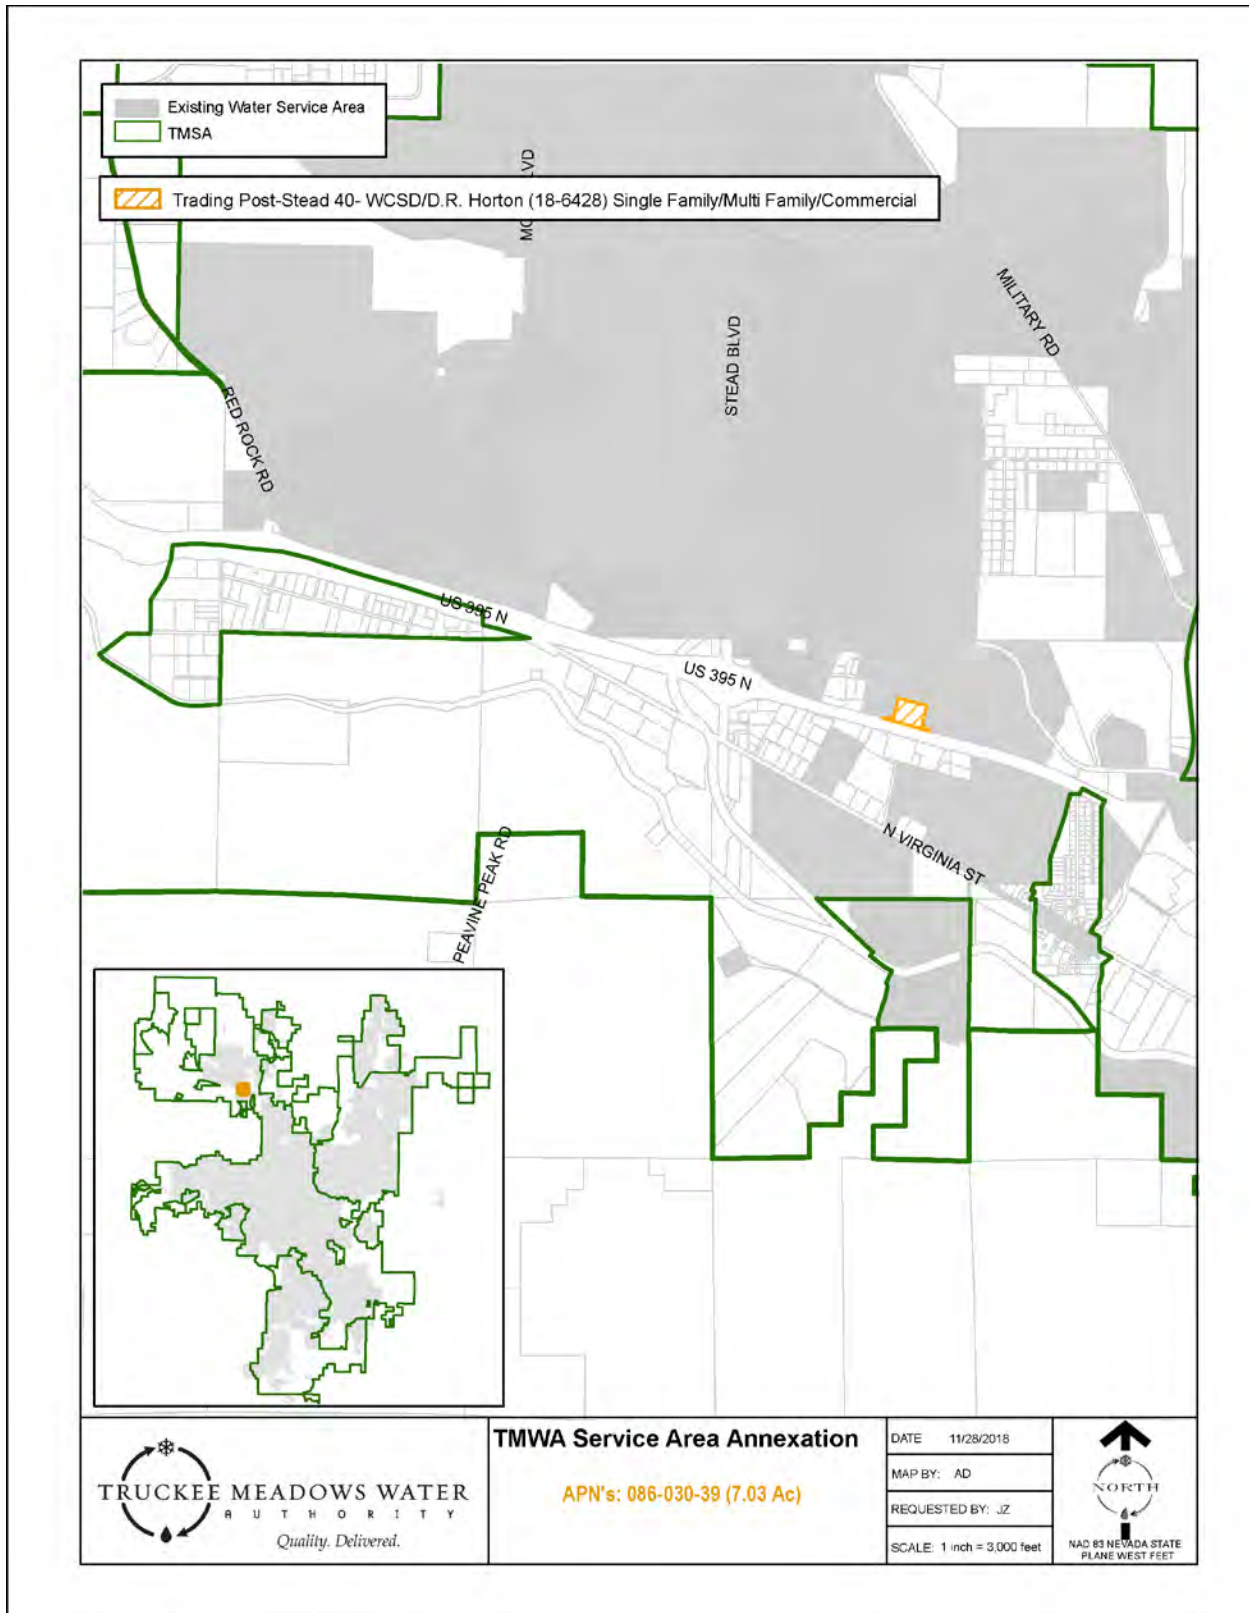 Existing Water Service Area
TMSA
Trading Post-Stead 40- WCSD/D.R. Horton (18-6428) Single Family/Multi Family/Commercial
VD
MILITARY RD
STEAD BLVD
RED ROCK RD
US 395 N
US 395 N
N VIRGINIA ST
PEAVINE PEAK RD
TRUCKEE MEADOWS WATER
AUTHORITY
Quality. Delivered.
TMWA Service Area Annexation
APN's: 086-030-39 (7.03 Ac)
DATE 11/28/2018
MAP BY: AD
REQUESTED BY: JZ
SCALE: 1 inch = 3,000 feet
NORTH
NAD 83 NEVADA STATE
PLANE WEST FEET